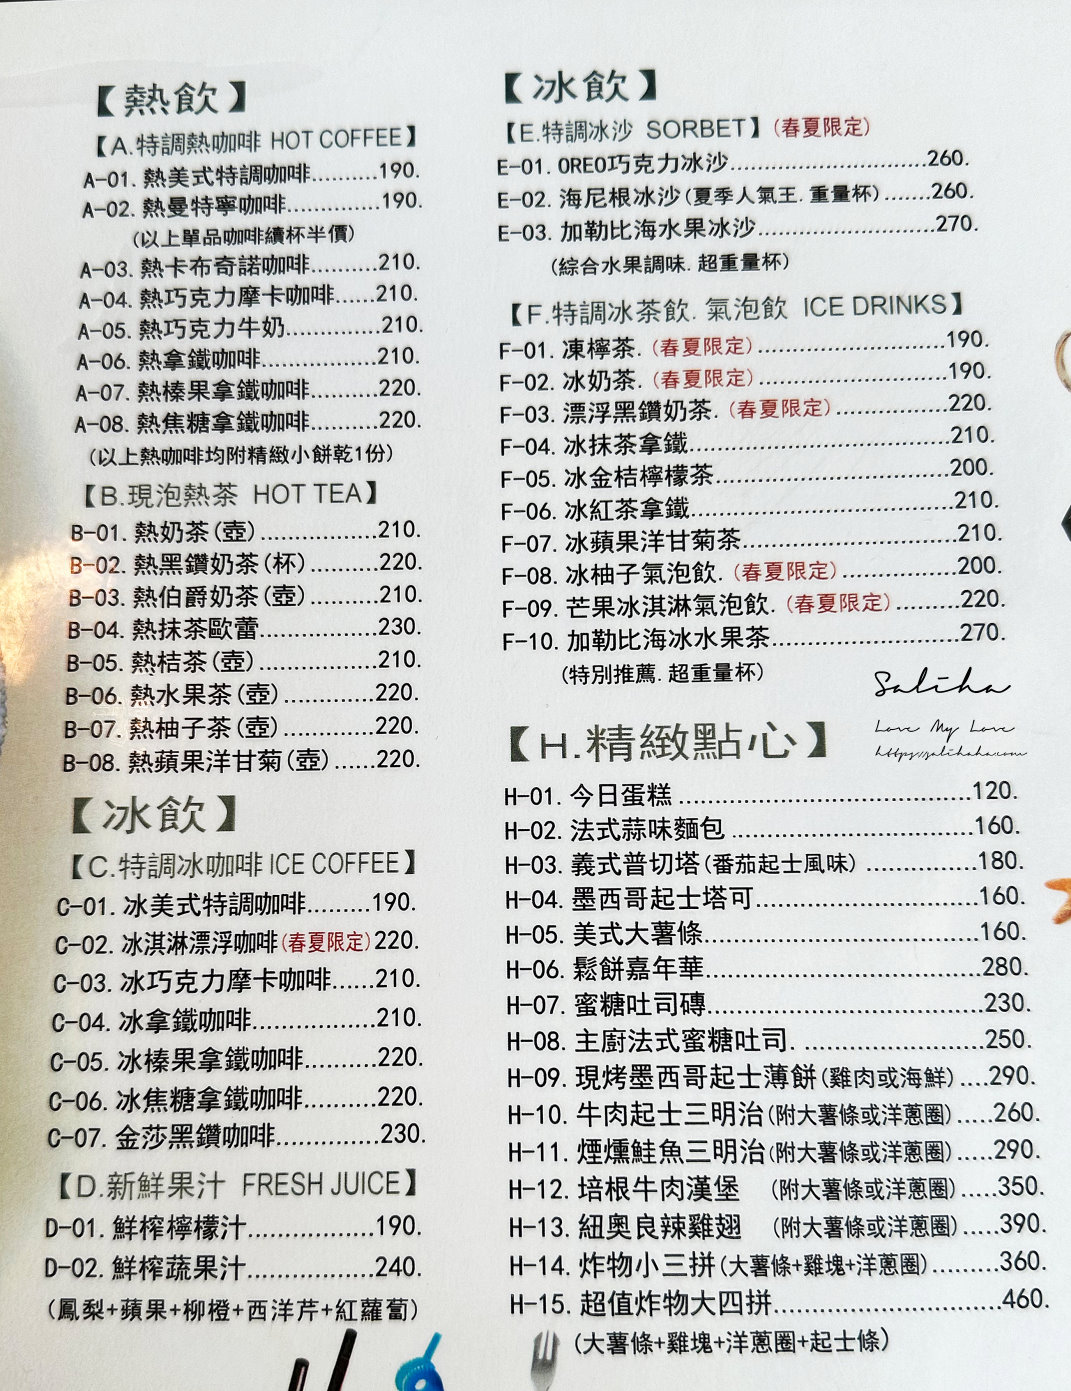 【熱飲】
【A.特調熱咖啡 HOT COFFEE】
A-01. 熱美式特調咖啡..........190.
A-02. 熱曼特寧咖啡..............190.
(以上單品咖啡續杯半價)
A-03. 熱卡布奇諾咖啡..........210.
A-04. 熱巧克力摩卡咖啡......210.
A-05. 熱巧克力牛奶..............210.
A-06. 熱拿鐵咖啡.................210.
A-07. 熱榛果拿鐵咖啡..........220.
A-08. 熱焦糖拿鐵咖啡..........220.
(以上熱咖啡均附精緻小餅乾1份)
【B.現泡熱茶 HOT TEA】
B-01. 熱奶茶(壺)..................210.
B-02. 熱黑鑽奶茶(杯)..........220.
B-03. 熱伯爵奶茶(壺)..........210.
B-04. 熱抹茶歐蕾.................230.
B-05. 熱桔茶(壺)..................210.
B-06. 熱水果茶(壺)..............220.
B-07. 熱柚子茶(壺)..............220.
B-08. 熱蘋果洋甘菊(壺)......220.
【冰飲】
【C.特調冰咖啡 ICE COFFEE】
C-01. 冰美式特調咖啡.........190.
C-02. 冰淇淋漂浮咖啡(春夏限定)220.
C-03. 冰巧克力摩卡咖啡......210.
C-04. 冰拿鐵咖啡.................210.
C-05. 冰榛果拿鐵咖啡..........220.
C-06. 冰焦糖拿鐵咖啡..........220.
C-07. 金莎黑鑽咖啡..............230.
【D.新鮮果汁 FRESH JUICE】
D-01. 鮮榨檸檬汁.................190.
D-02. 鮮榨蔬果汁.................240.
(鳳梨+蘋果+柳橙+西洋芹+紅蘿蔔)
【冰飲】
【E.特調冰沙 SORBET】(春夏限定)
E-01. OREO巧克力冰沙............................260.
E-02. 海尼根冰沙(夏季人氣王.重量杯).......260.
E-03. 加勒比海水果冰沙.........................270.
(綜合水果調味.超重量杯)
【F.特調冰茶飲.氣泡飲 ICE DRINKS】
F-01. 凍檸茶.(春夏限定)...........................190.
F-02. 冰奶茶.(春夏限定)...........................190.
F-03. 漂浮黑鑽奶茶.(春夏限定)................220.
F-04. 冰抹茶拿鐵.....................................210.
F-05. 冰金桔檸檬茶.................................200.
F-06. 冰紅茶拿鐵.....................................210.
F-07. 冰蘋果洋甘菊茶..............................210.
F-08. 冰柚子氣泡飲.(春夏限定)................200.
F-09. 芒果冰淇淋氣泡飲.(春夏限定).........220.
F-10. 加勒比海冰水果茶..........................270.
(特別推薦.超重量杯)
Saliha
Love My Love
https://saliha.com
【H.精緻點心】
H-01. 今日蛋糕..........................................120.
H-02. 法式蒜味麵包...................................160.
H-03. 義式普切塔(番茄起士風味)................180.
H-04. 墨西哥起士塔可................................160.
H-05. 美式大薯條.......................................160.
H-06. 鬆餅嘉年華.......................................280.
H-07. 蜜糖吐司磚.......................................230.
H-08. 主廚法式蜜糖吐司. ..........................250.
H-09. 現烤墨西哥起士薄餅(雞肉或海鮮)....290.
H-10. 牛肉起士三明治(附大薯條或洋蔥圈).....260.
H-11. 煙燻鮭魚三明治(附大薯條或洋蔥圈).....290.
H-12. 培根牛肉漢堡 (附大薯條或洋蔥圈).....350.
H-13. 紐奧良辣雞翅 (附大薯條或洋蔥圈).....390.
H-14. 炸物小三拼(大薯條+雞塊+洋蔥圈).........360.
H-15. 超值炸物大四拼................................460.
(大薯條+雞塊+洋蔥圈+起士條)